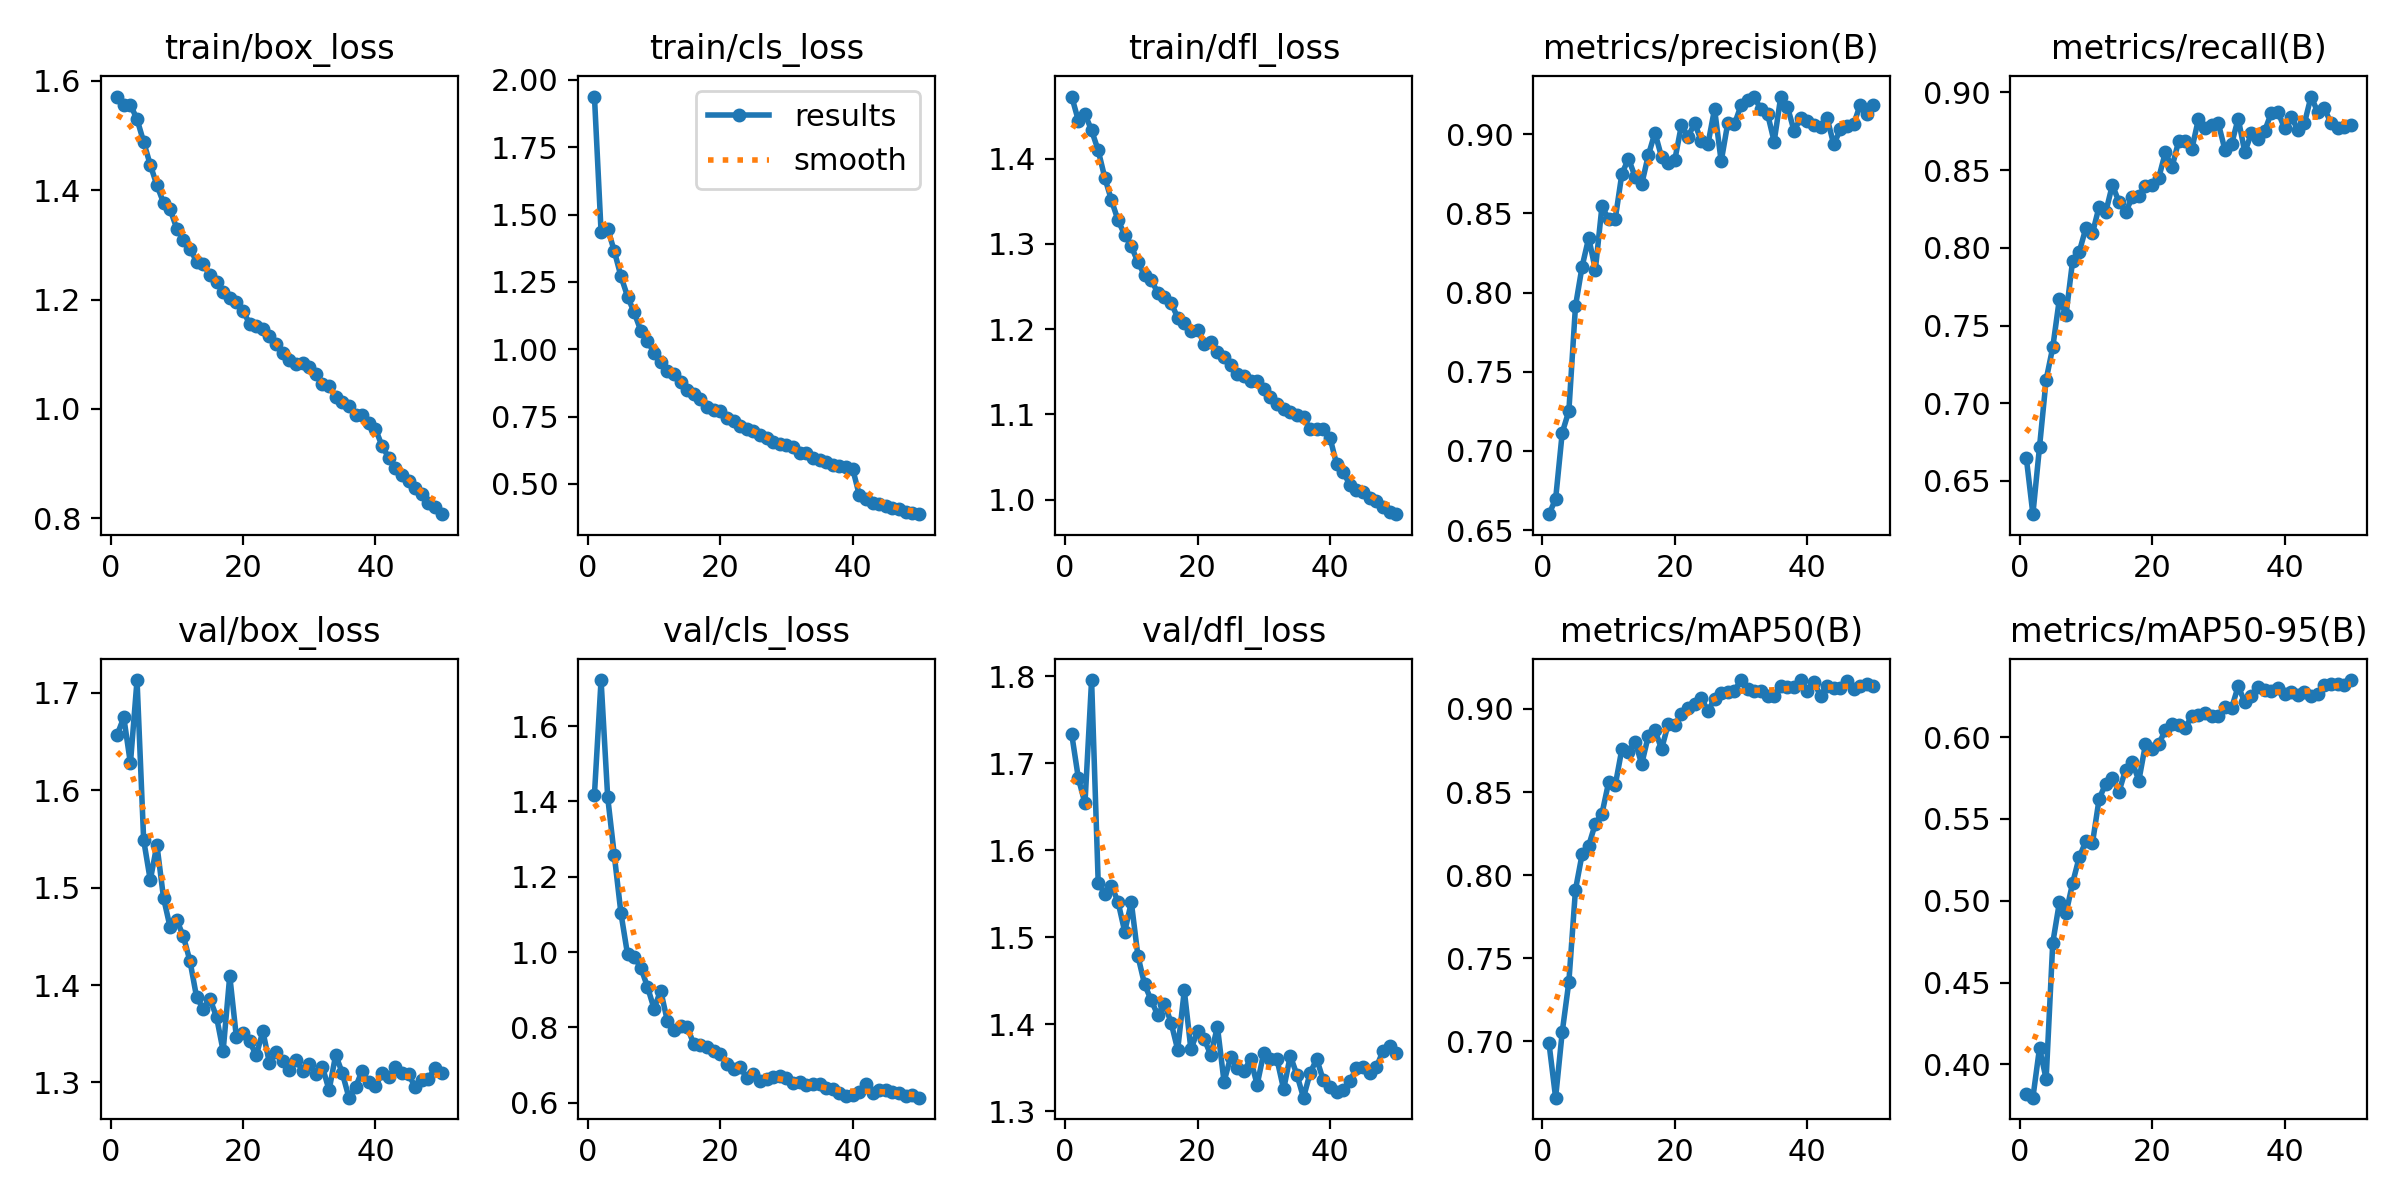 train/box_loss
1.6
1.4
1.2
1.0
0.8
0 20 40
train/cls_loss
2.00
1.75
1.50
1.25
1.00
0.75
0.50
0 20 40
results
smooth
train/dfl_loss
1.4
1.3
1.2
1.1
1.0
0 20 40
metrics/precision(B)
0.90
0.85
0.80
0.75
0.70
0.65
0 20 40
metrics/recall(B)
0.90
0.85
0.80
0.75
0.70
0.65
0 20 40
val/box_loss
1.7
1.6
1.5
1.4
1.3
0 20 40
val/cls_loss
1.6
1.4
1.2
1.0
0.8
0.6
0 20 40
val/dfl_loss
1.8
1.7
1.6
1.5
1.4
1.3
0 20 40
metrics/mAP50(B)
0.90
0.85
0.80
0.75
0.70
0 20 40
metrics/mAP50-95(B)
0.60
0.55
0.50
0.45
0.40
0 20 40